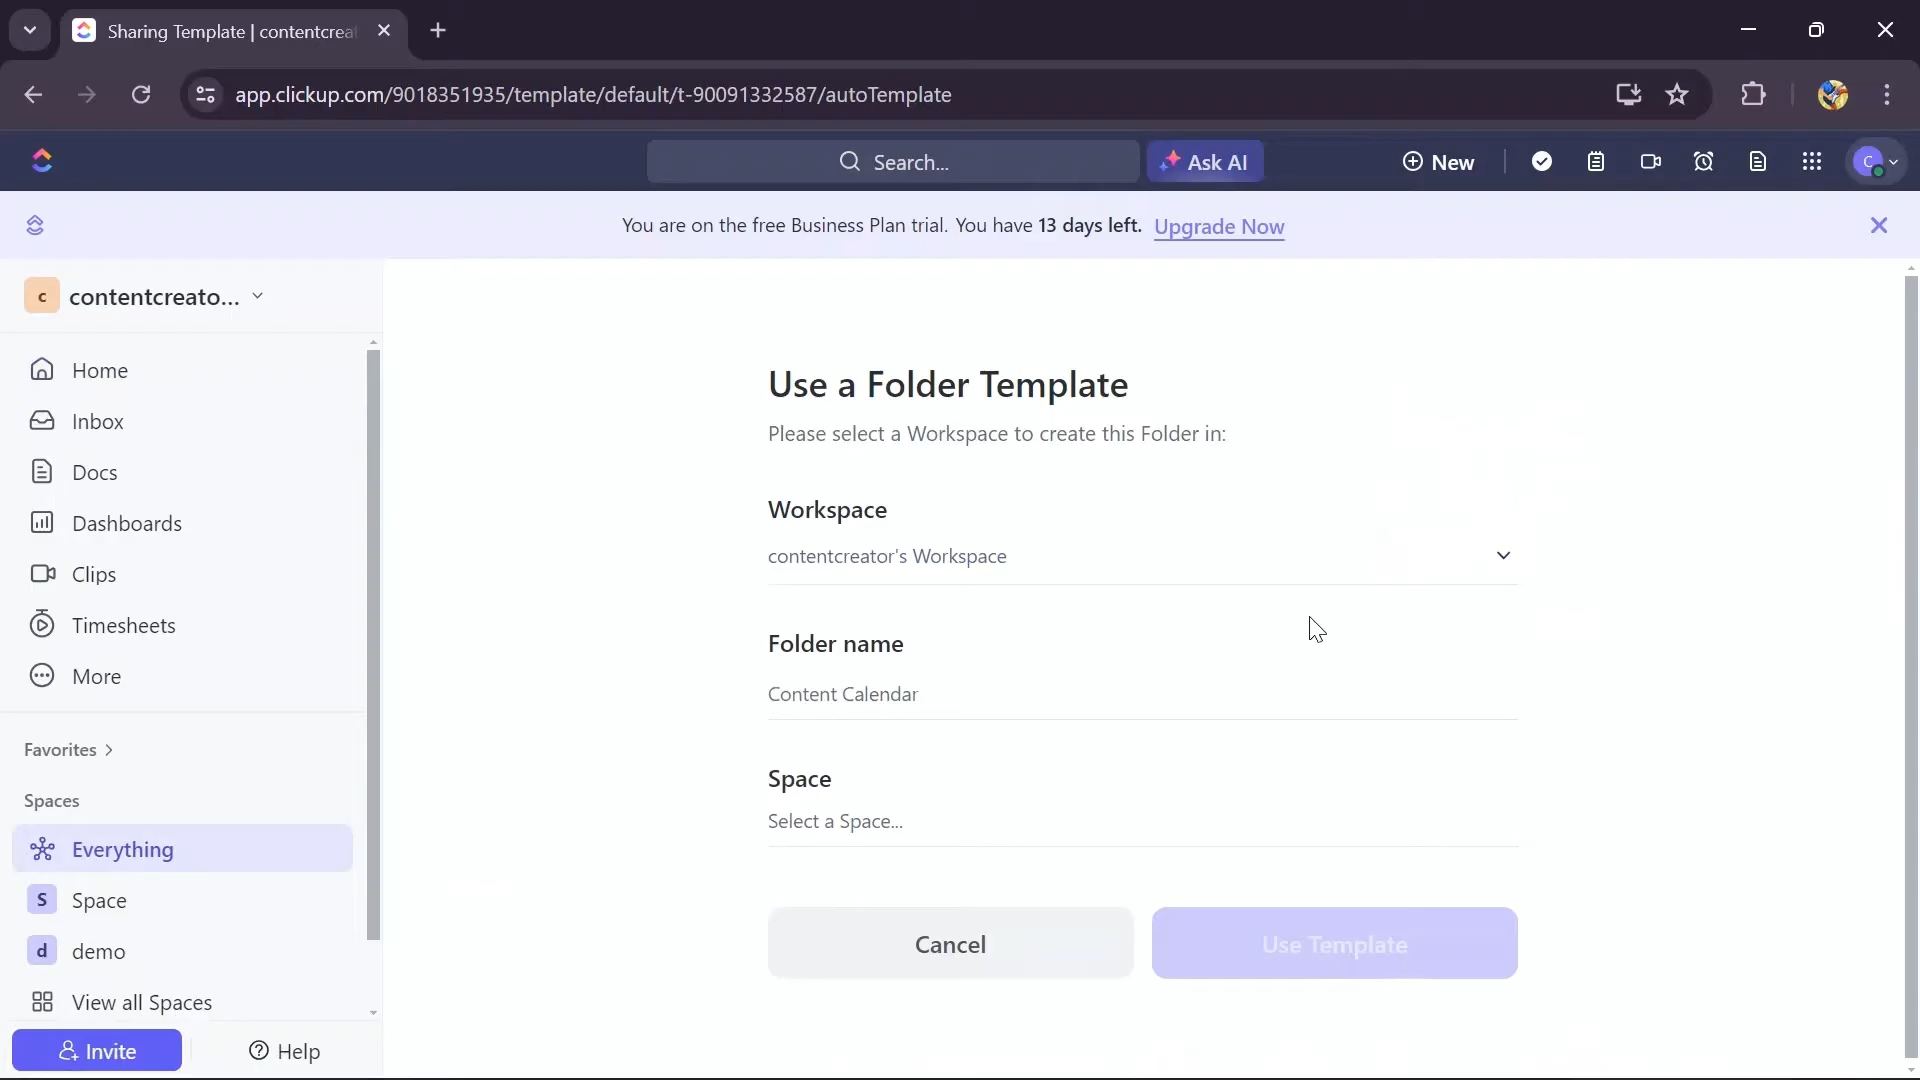 Sharing Template | contentcrea
app.clickup.com/9018351935/template/default/t-90091332587/autoTemplate
Search...
Ask AI
New
C
You are on the free Business Plan trial. You have 13 days left. Upgrade Now
c contentcreato...
Home
Inbox
Docs
Dashboards
Clips
Timesheets
More
Favorites
Spaces
Everything
S Space
d demo
View all Spaces
Invite
Help
Use a Folder Template
Please select a Workspace to create this Folder in:
Workspace
contentcreator's Workspace
Folder name
Content Calendar
Space
Select a Space...
Cancel
Use Template